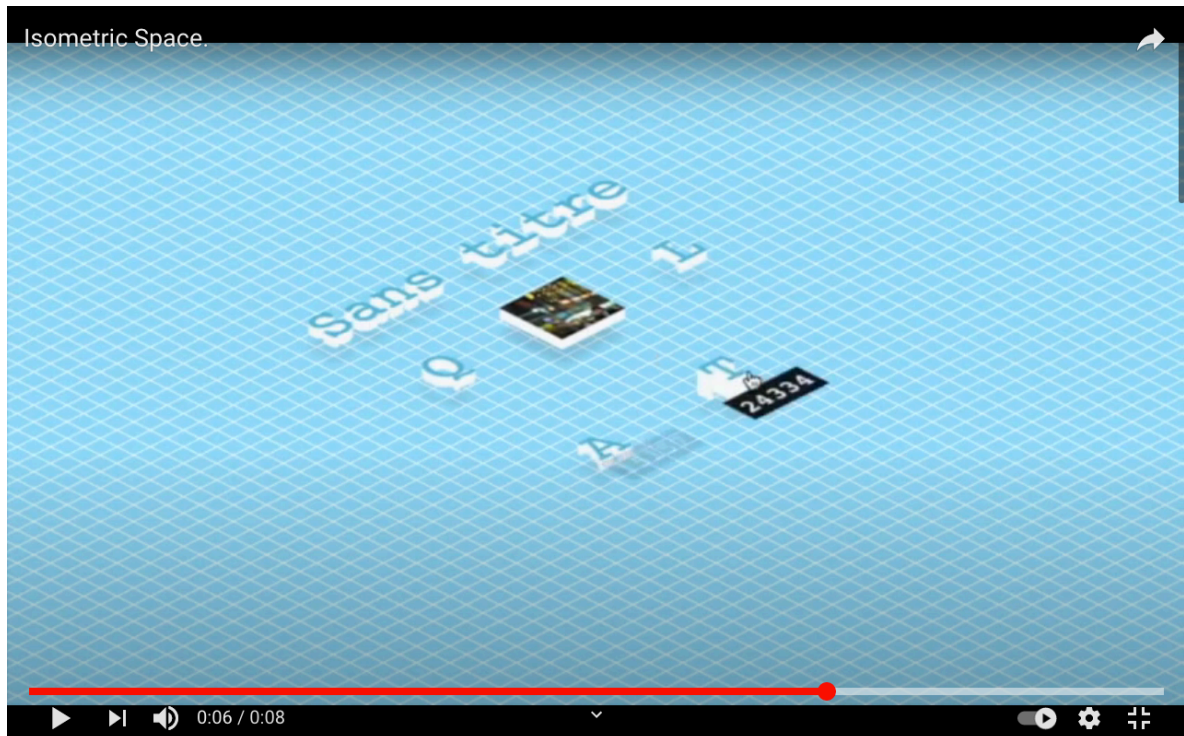 Isometric Space.
Sans titre
L
Q
T
24334
A
0:06 / 0:08